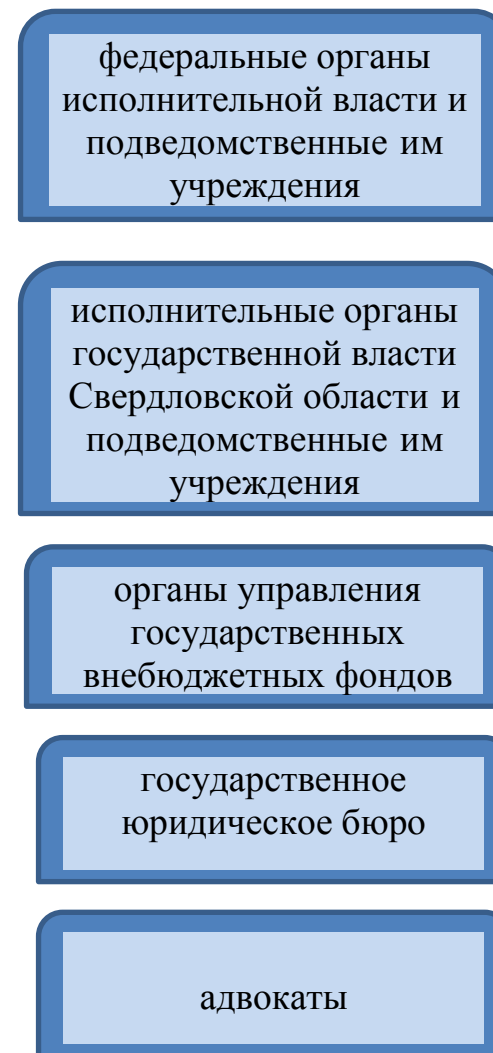 федеральные органы
исполнительной власти и
подведомственные им
учреждения
исполнительные органы
государственной власти
Свердловской области и
подведомственные им
учреждения
органы управления
государственных
внебюджетных фондов
государственное
юридическое бюро
адвокаты